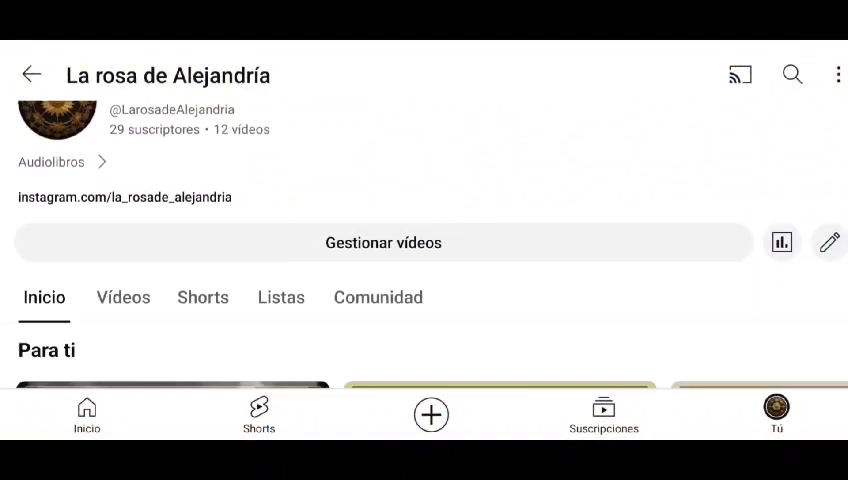 La rosa de Alejandría
@LarosadeAlejandria
29 suscriptores • 12 vídeos
Audiolibros
instagram.com/la_rosade_alejandria
Gestionar vídeos
Inicio Vídeos Shorts Listas Comunidad
Para ti
Inicio Shorts Suscripciones Tú